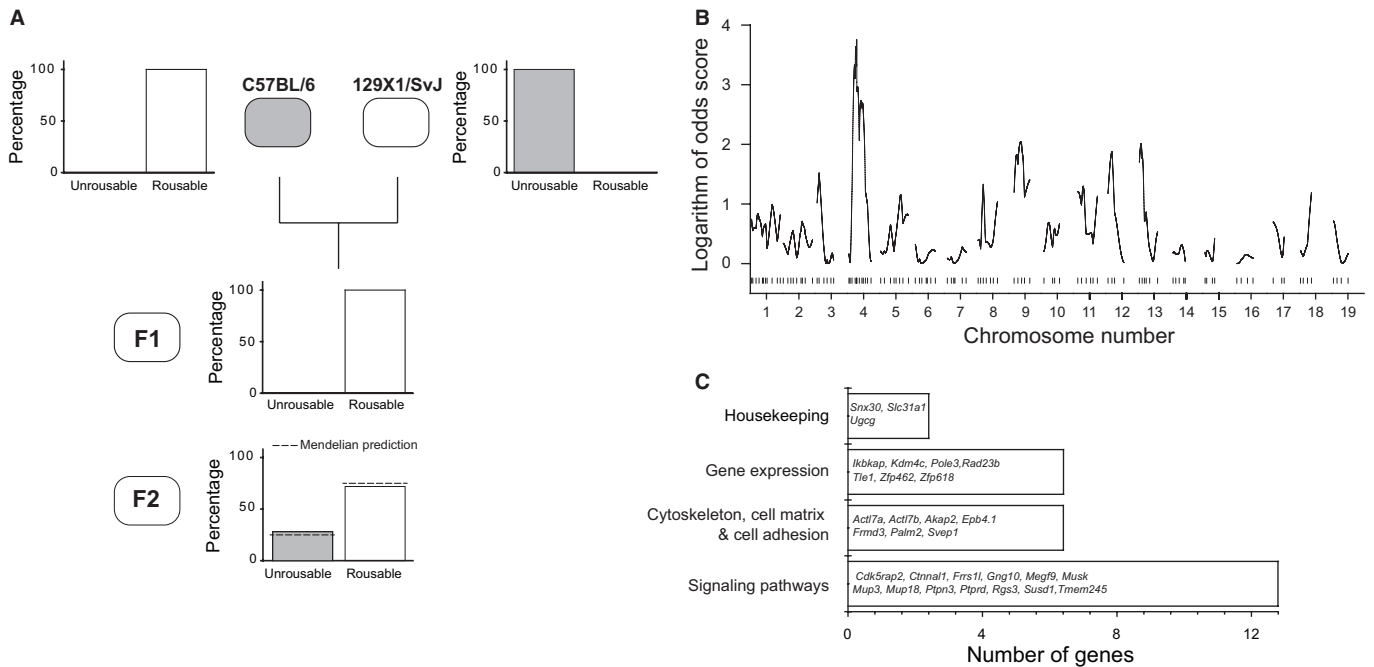 A
Percentage
100
50
0
Unrousable Rousable
C57BL/6
129X1/SvJ
Percentage
100
50
0
Unrousable Rousable
F1
Percentage
100
50
0
Unrousable Rousable
F2
Mendelian prediction
Percentage
100
50
0
Unrousable Rousable
B
Logarithm of odds score
4
3
2
1
0
1 2 3 4 5 6 7 8 9 10 11 12 13 14 15 16 17 18 19
Chromosome number
C
Housekeeping
Snx30, Slc31a1
Ugcg
Gene expression
Ikbkap, Kdm4c, Pole3,Rad23b
Tle1, Zfp462, Zfp618
Cytoskeleton, cell matrix
& cell adhesion
Actl7a, Actl7b, Akap2, Epb4.1
Frmd3, Palm2, Svep1
Signaling pathways
Cdk5rap2, Ctnnal1, Frrs1l, Gng10, Megf9, Musk
Mup3, Mup18, Ptpn3, Ptprd, Rgs3, Susd1,Tmem245
0 4 8 12
Number of genes